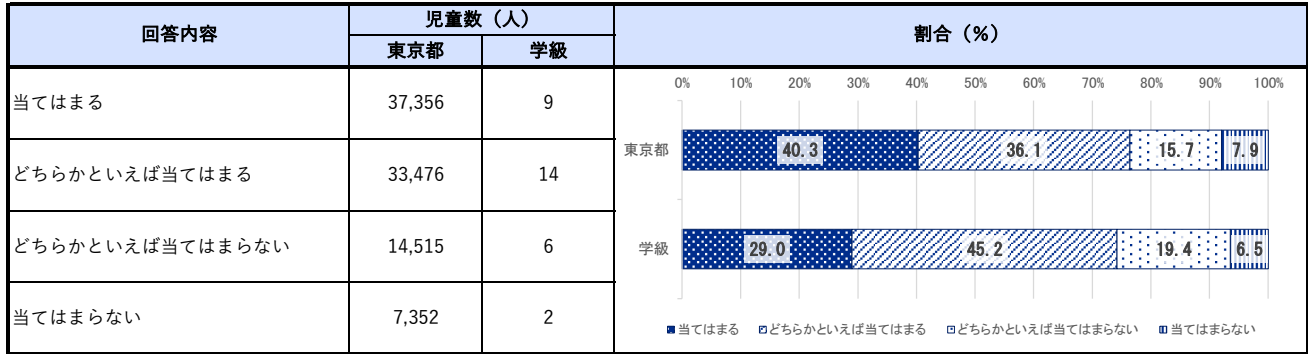 回答内容 児童数（人） 割合（%）
東京都 学級
当てはまる 37,356 9
どちらかといえば当てはまる 33,476 14
どちらかといえば当てはまらない 14,515 6
当てはまらない 7,352 2
0% 10% 20% 30% 40% 50% 60% 70% 80% 90% 100%
東京都 40.3 36.1 15.7 7.9
学級 29.0 45.2 19.4 6.5
当てはまる どちらかといえば当てはまる どちらかといえば当てはまらない 当てはまらない